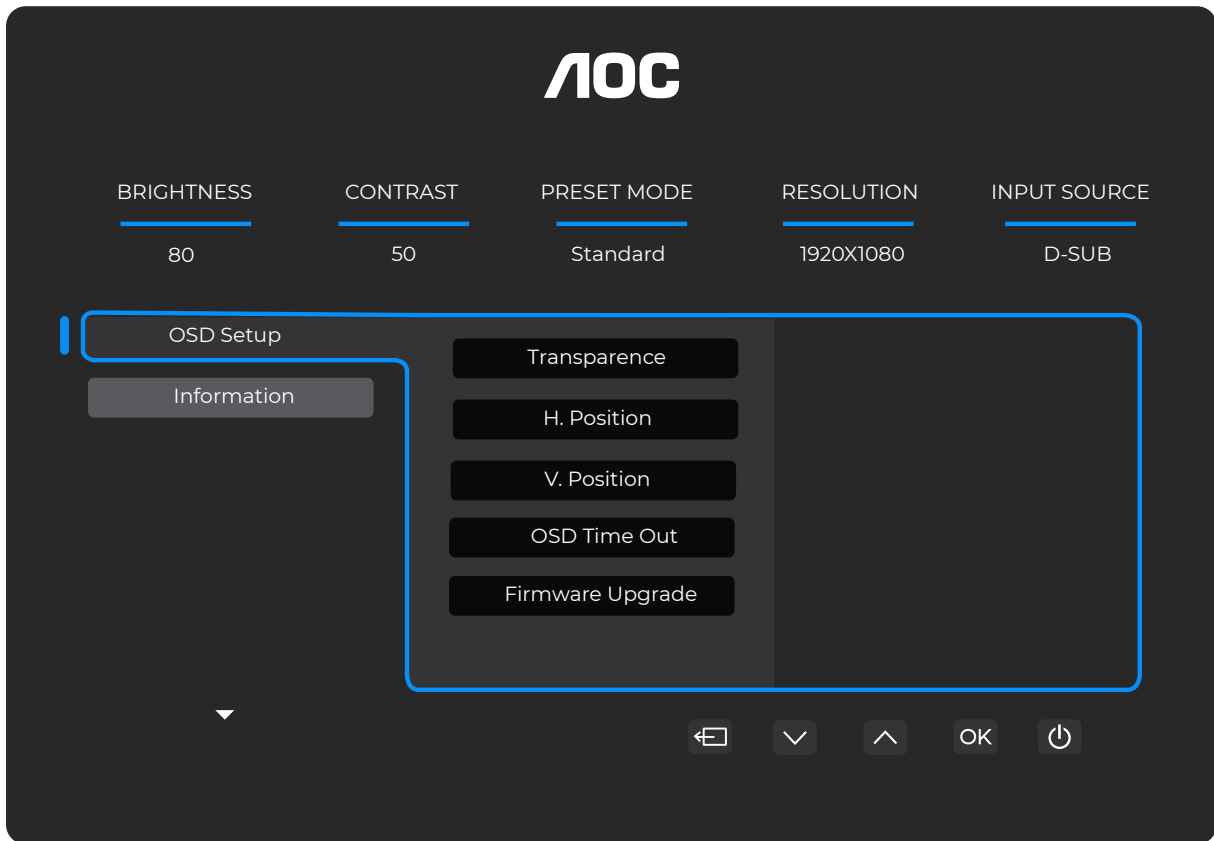 AOC
BRIGHTNESS CONTRAST PRESET MODE RESOLUTION INPUT SOURCE
80 50 Standard 1920X1080 D-SUB
OSD Setup
Information
Transparence
H. Position
V. Position
OSD Time Out
Firmware Upgrade
OK